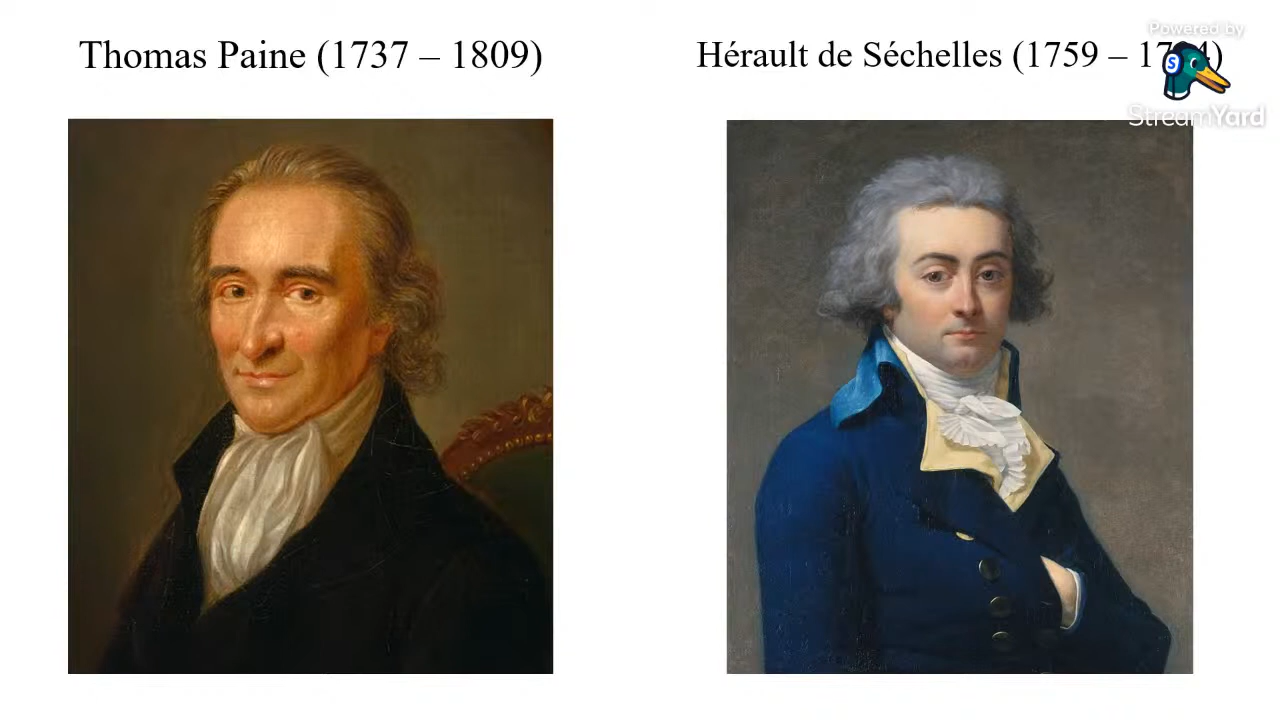 Thomas Paine (1737 – 1809)
Hérault de Séchelles (1759 –
Powered by
S
StreamYard